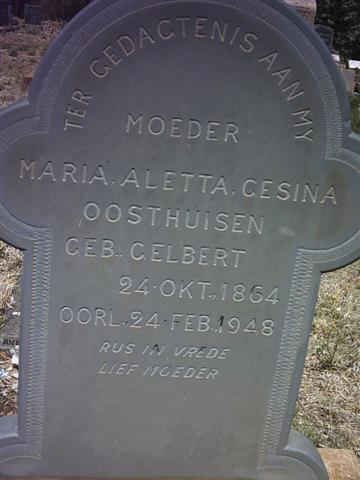 TER GEDACTENIS AAN MY
MOEDER
MARIA. ALETTA. CESINA
OOSTHUISEN
GEB. GELBERT
24. OKT. 1864
OORL. 24. FEB. 1948
RUS IN VREDE
LIEF MOEDER